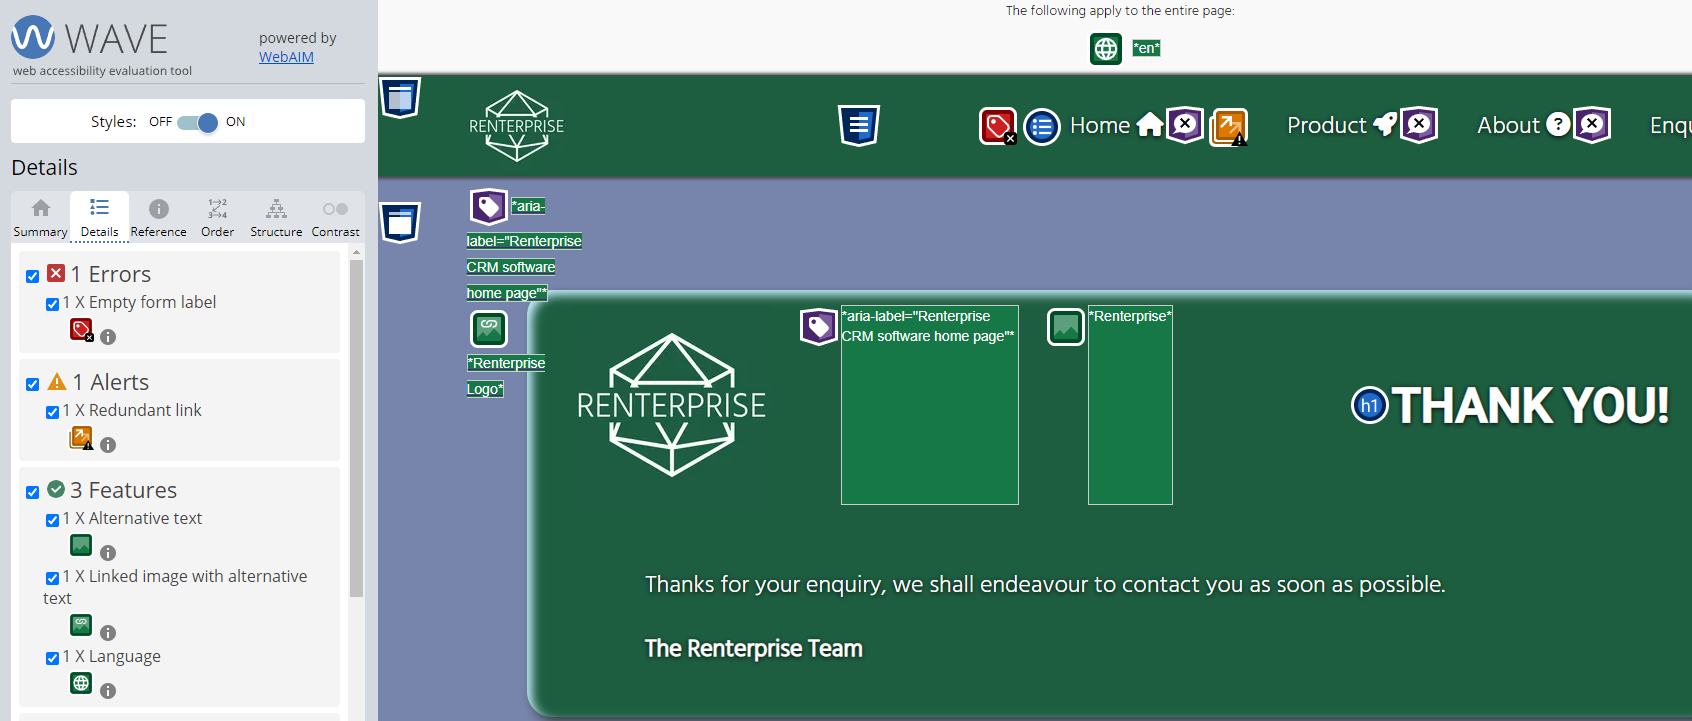 WAVE
web accessibility evaluation tool
powered by
WebAIM
Styles: OFF ON
Details
Summary Details Reference Order Structure Contrast
1 Errors
1 X Empty form label
1 Alerts
1 X Redundant link
3 Features
1 X Alternative text
1 X Linked image with alternative
text
1 X Language
The following apply to the entire page:
*en*
RENTERPRISE
Home Product About Enqu
*aria-
label="Renterprise
CRM software
home page"*
*Renterprise
Logo*
RENTERPRISE
*aria-label="Renterprise
CRM software home page"*
*Renterprise*
h1 THANK YOU!
Thanks for your enquiry, we shall endeavour to contact you as soon as possible.
The Renterprise Team